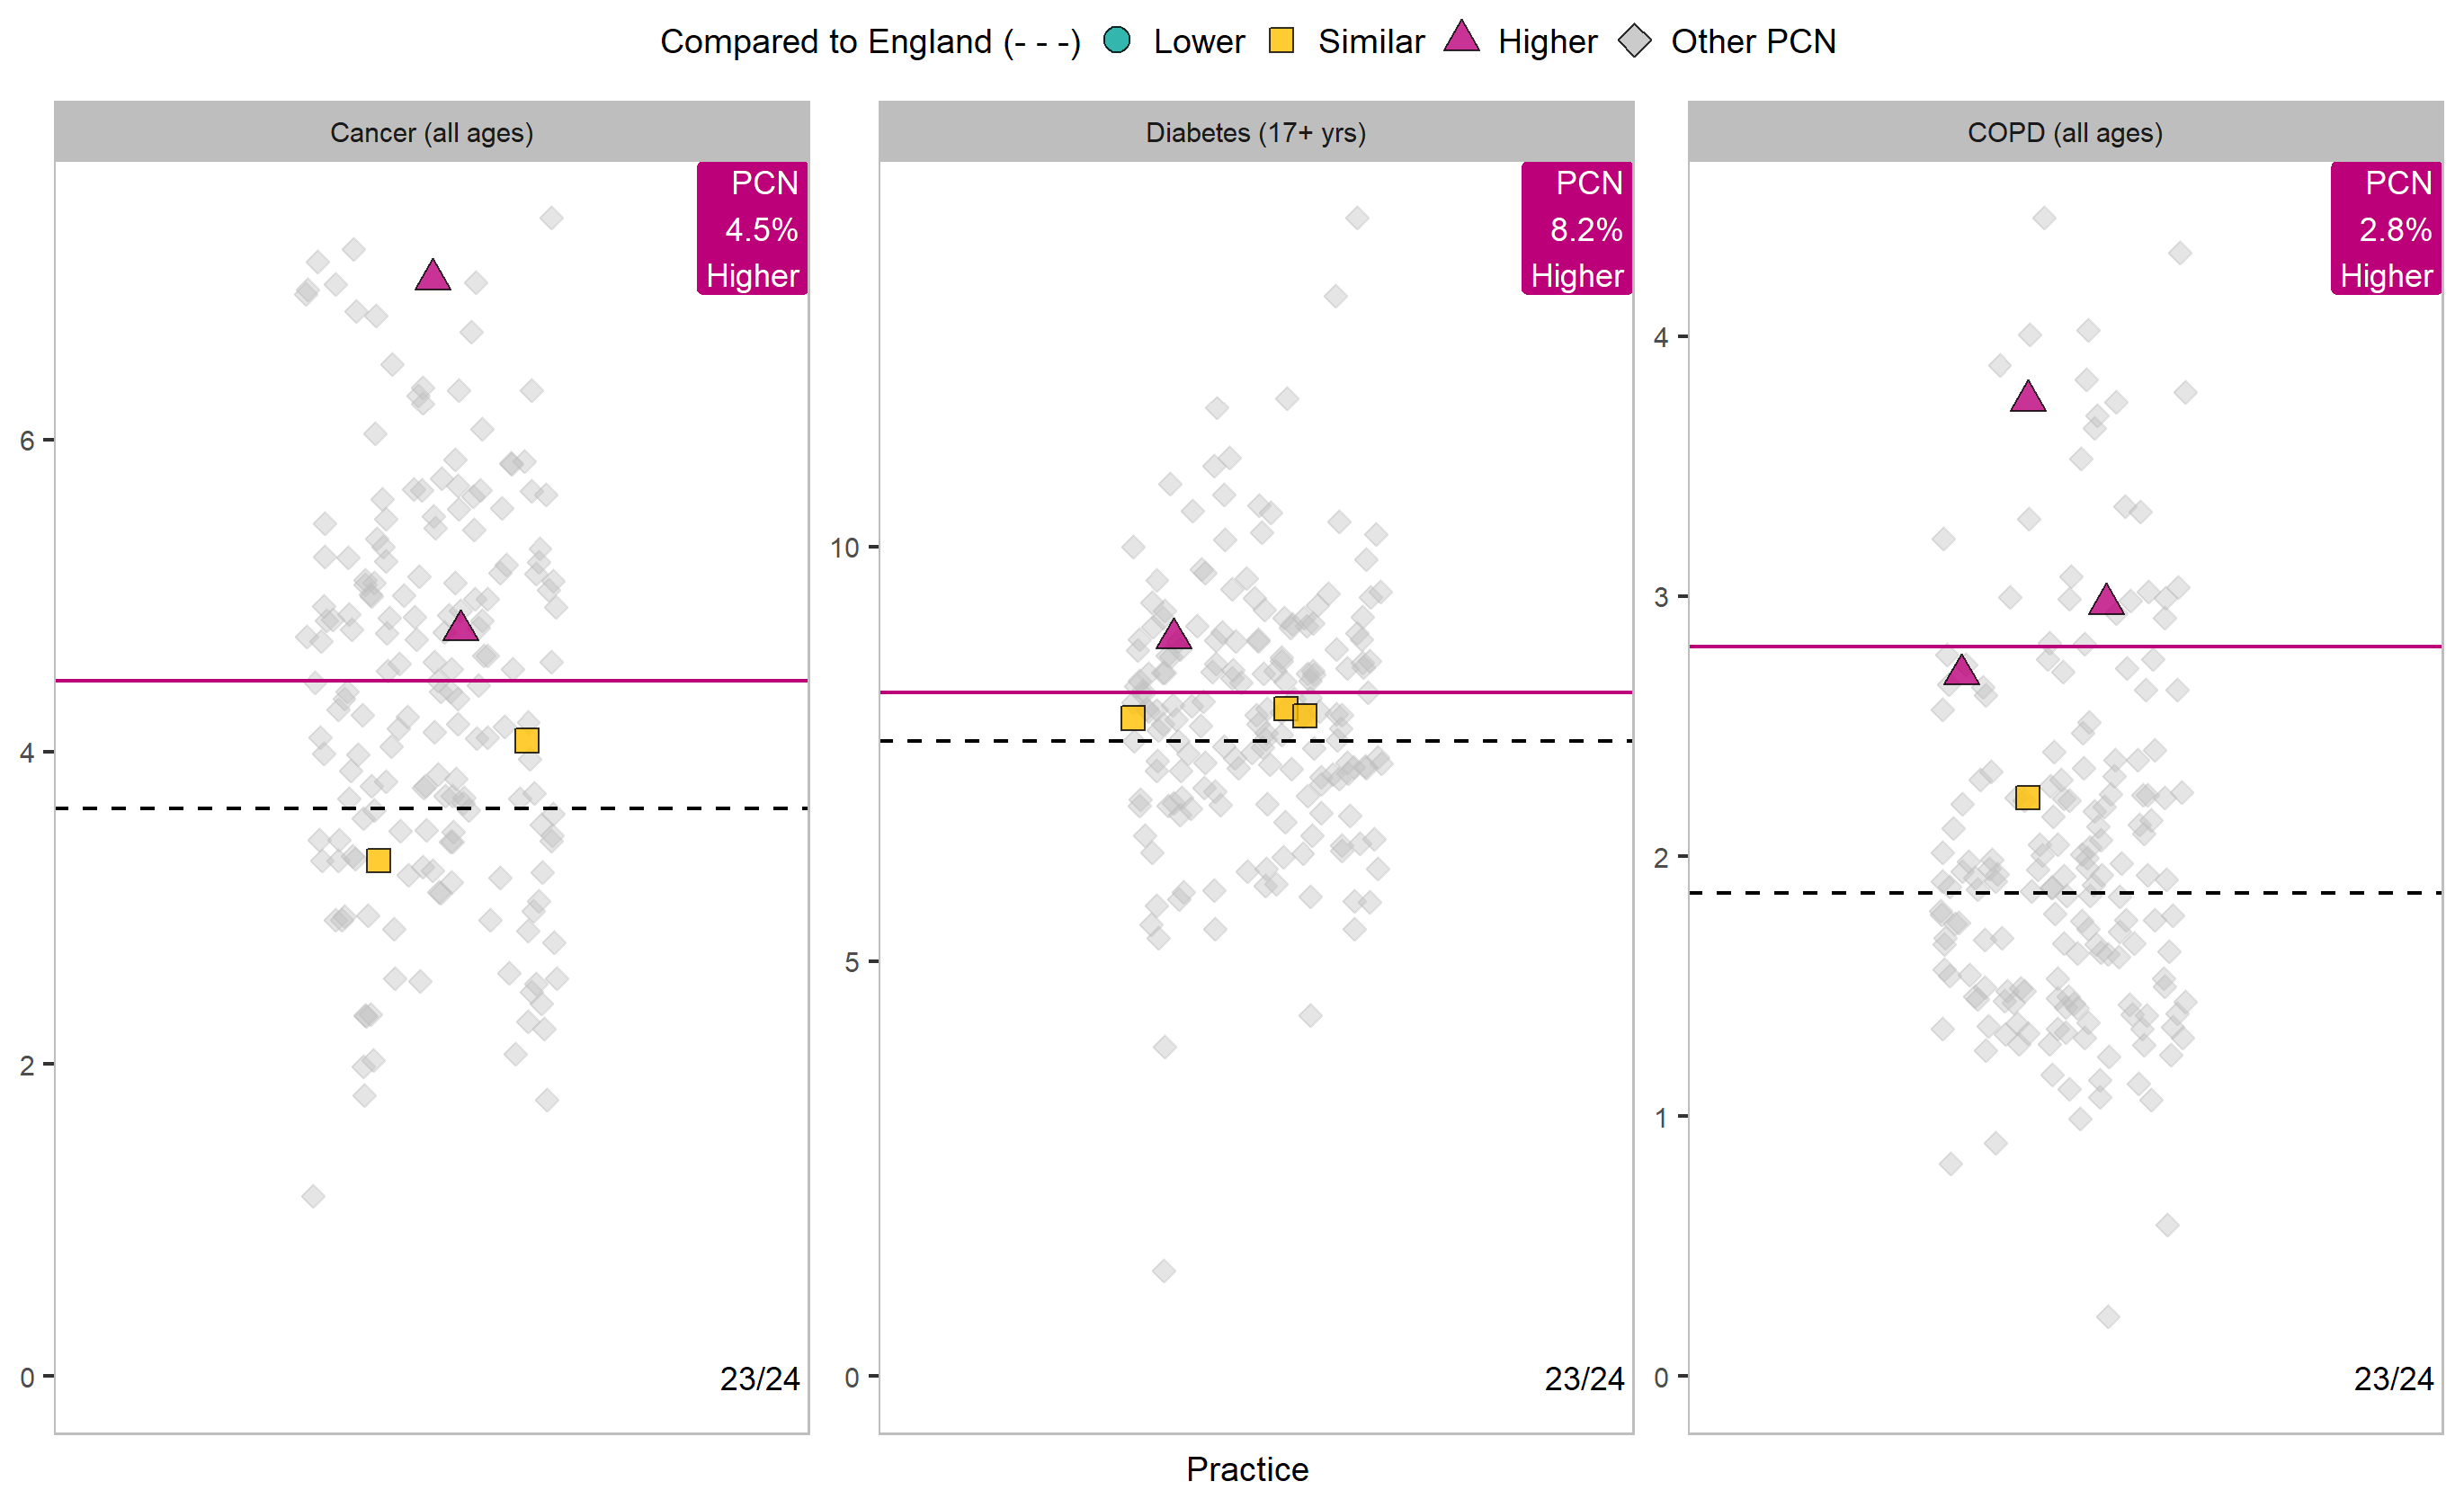 Compared to England (- - -) Lower Similar Higher Other PCN
Cancer (all ages)
PCN
4.5%
Higher
6
4
2
0
23/24
Diabetes (17+ yrs)
PCN
8.2%
Higher
10
5
0
23/24
COPD (all ages)
PCN
2.8%
Higher
4
3
2
1
0
23/24
Practice